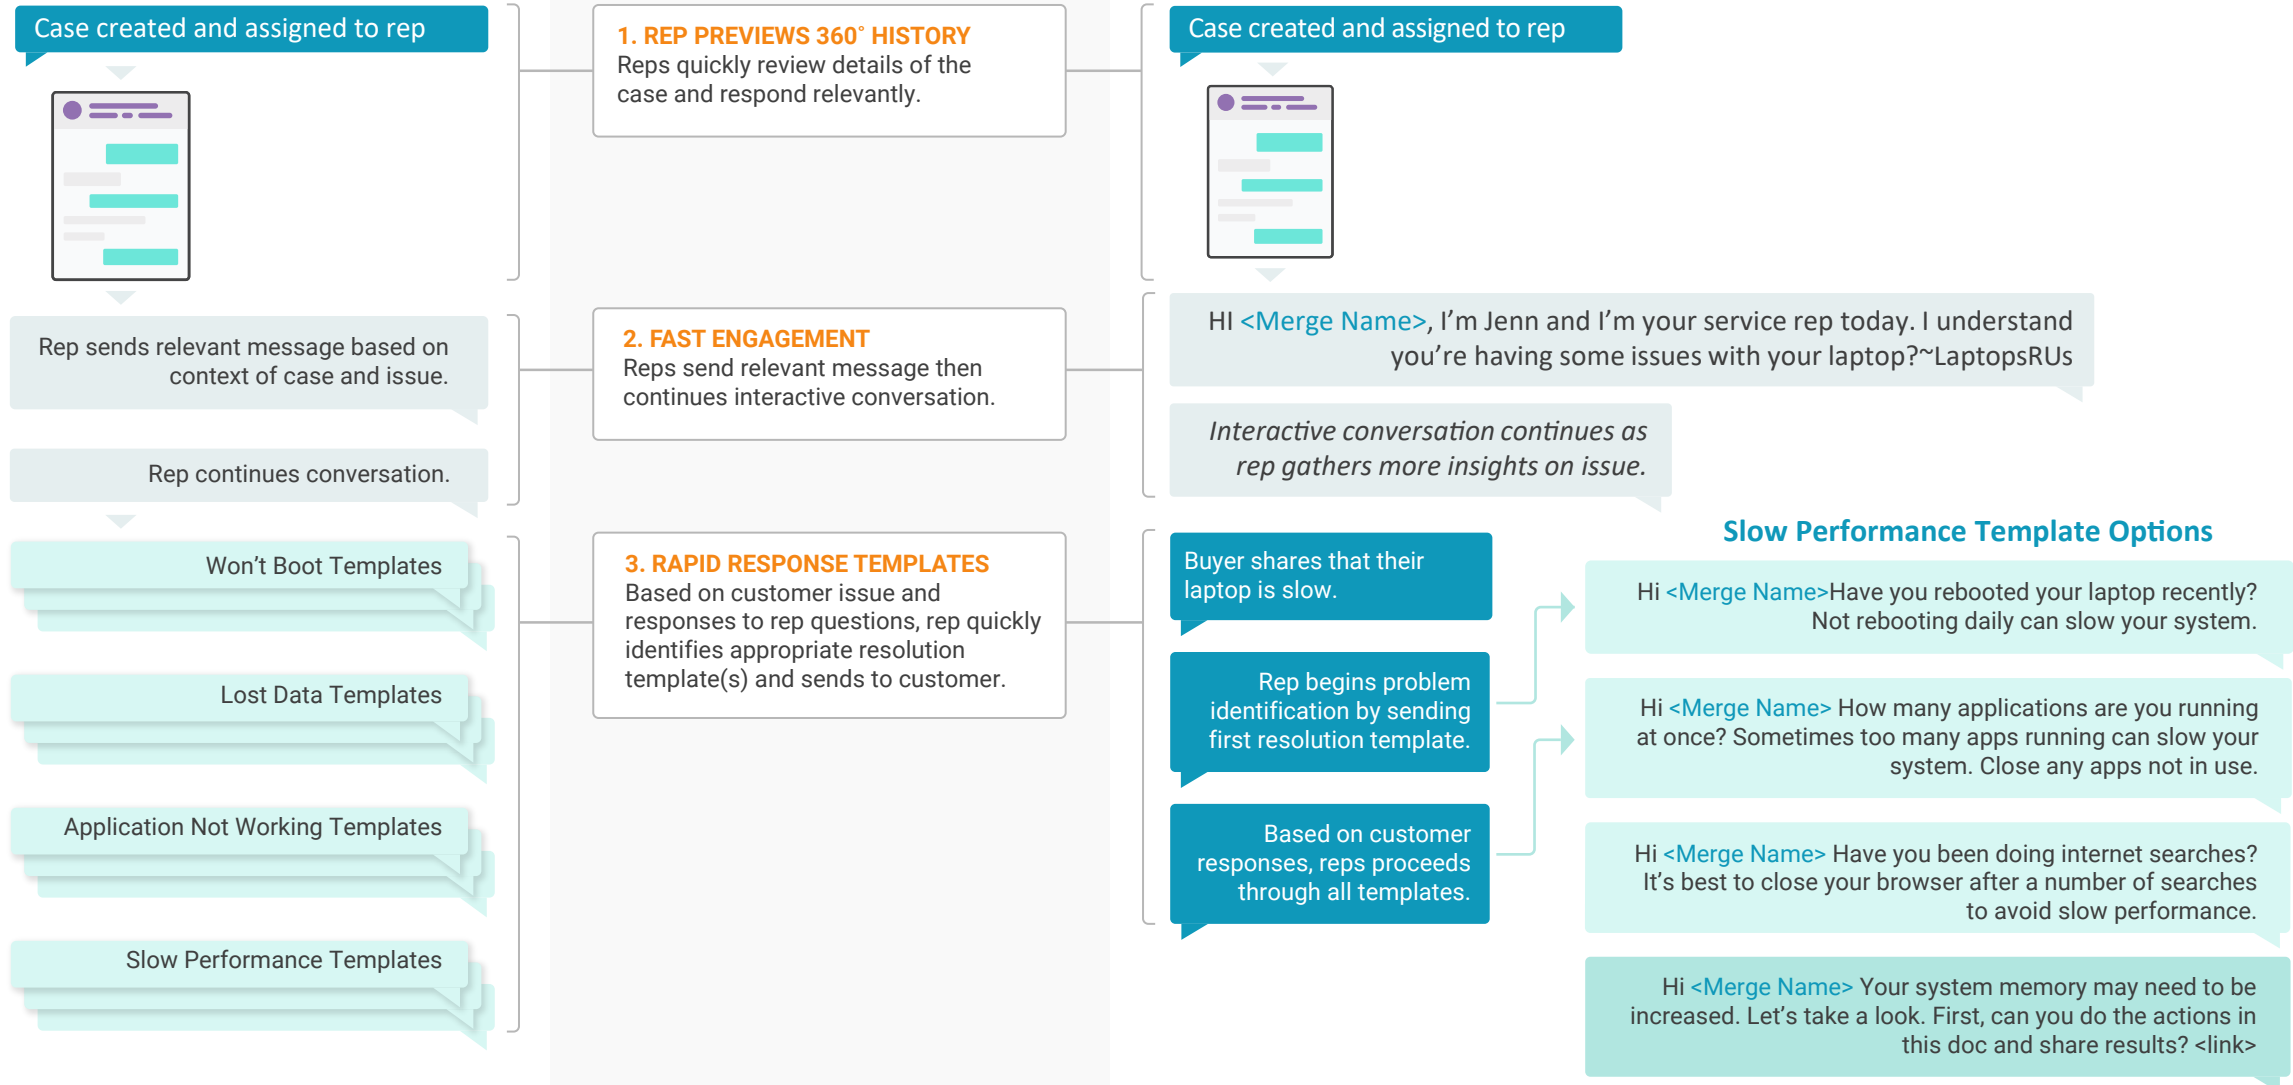 Case created and assigned to rep
Rep sends relevant message based on
context of case and issue.
Rep continues conversation.
Won't Boot Templates
Lost Data Templates
Application Not Working Templates
Slow Performance Templates
1. REP PREVIEWS 360° HISTORY
Reps quickly review details of the
case and respond relevantly.
2. FAST ENGAGEMENT
Reps send relevant message then
continues interactive conversation.
3. RAPID RESPONSE TEMPLATES
Based on customer issue and
responses to rep questions, rep quickly
identifies appropriate resolution
template(s) and sends to customer.
Case created and assigned to rep
HI <Merge Name>, I'm Jenn and I'm your service rep today. I understand
you're having some issues with your laptop?~LaptopsRUs
Interactive conversation continues as
rep gathers more insights on issue.
Buyer shares that their
laptop is slow.
Rep begins problem
identification by sending
first resolution template.
Based on customer
responses, reps proceeds
through all templates.
Slow Performance Template Options
Hi <Merge Name>Have you rebooted your laptop recently?
Not rebooting daily can slow your system.
Hi <Merge Name> How many applications are you running
at once? Sometimes too many apps running can slow your
system. Close any apps not in use.
Hi <Merge Name> Have you been doing internet searches?
It's best to close your browser after a number of searches
to avoid slow performance.
Hi <Merge Name> Your system memory may need to be
increased. Let's take a look. First, can you do the actions in
this doc and share results? <link>